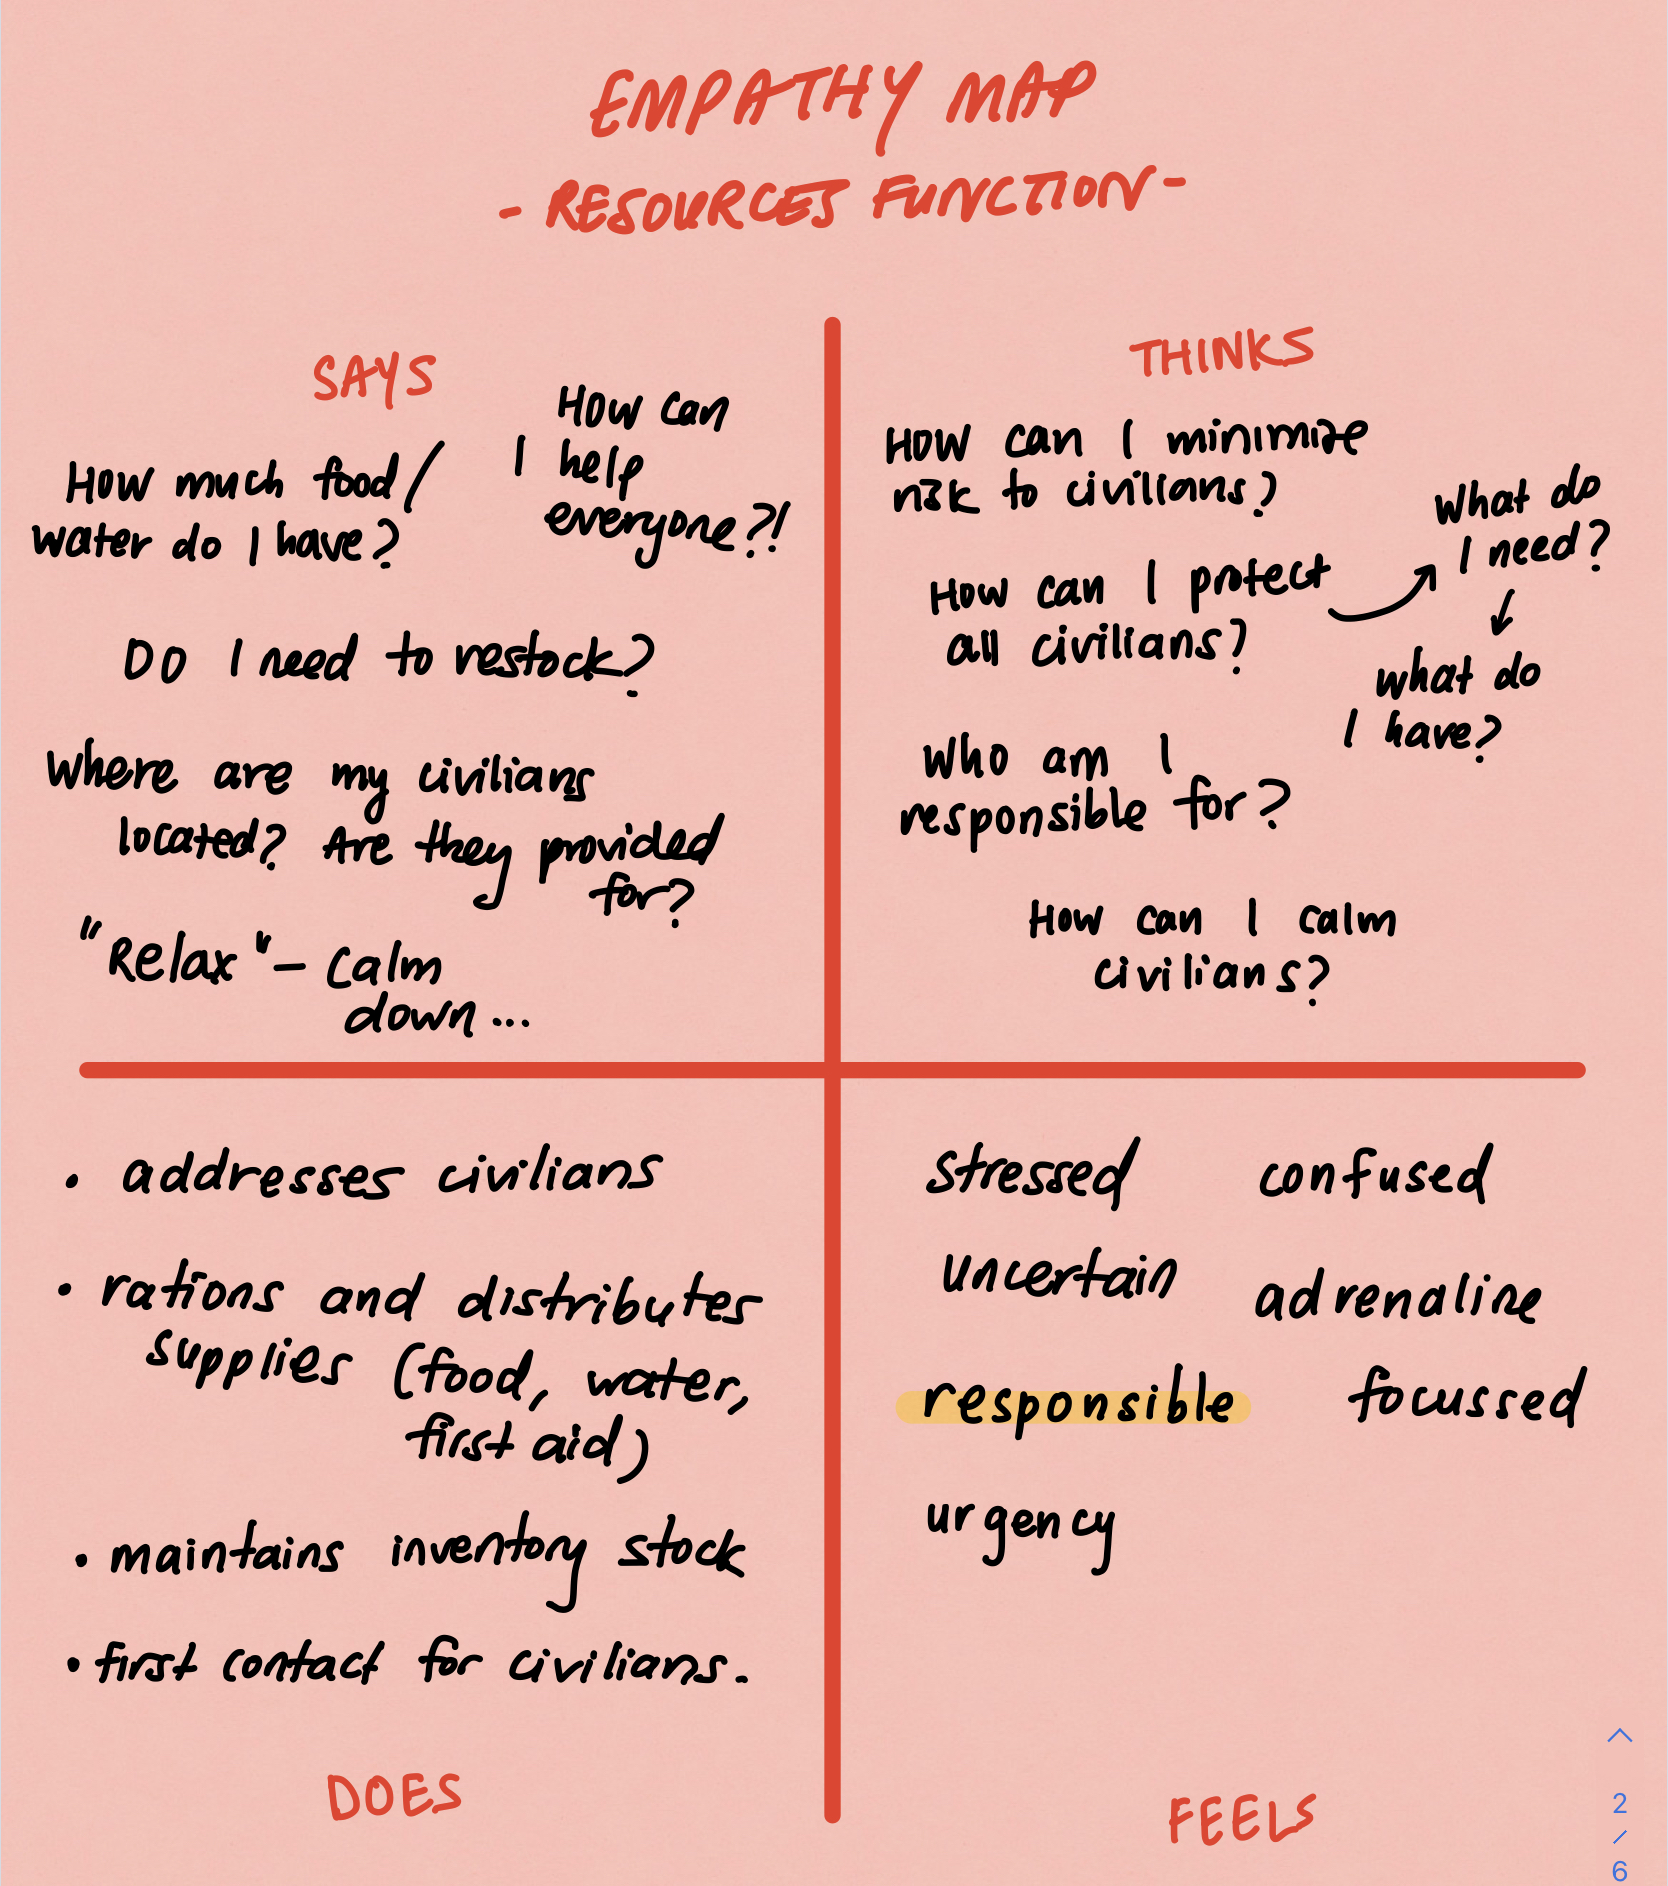 EMPATHY MAP
- RESOURCES FUNCTION -
SAYS
How much food/
water do I have?
How can
I help
everyone?!
Do I need to restock?
Where are my civilians
located? Are they provided
for?
"Relax" - Calm
down...
THINKS
How can I minimize
risk to civilians?
How can I protect
all civilians?
What do
I need?
what do
I have?
Who am I
responsible for?
How can I calm
civilians?
• addresses civilians
• rations and distributes
supplies (food, water,
first aid)
• maintains inventory stock
• first contact for civilians.
DOES
stressed
confused
uncertain
adrenaline
responsible
focussed
urgency
FEELS
2
/
6